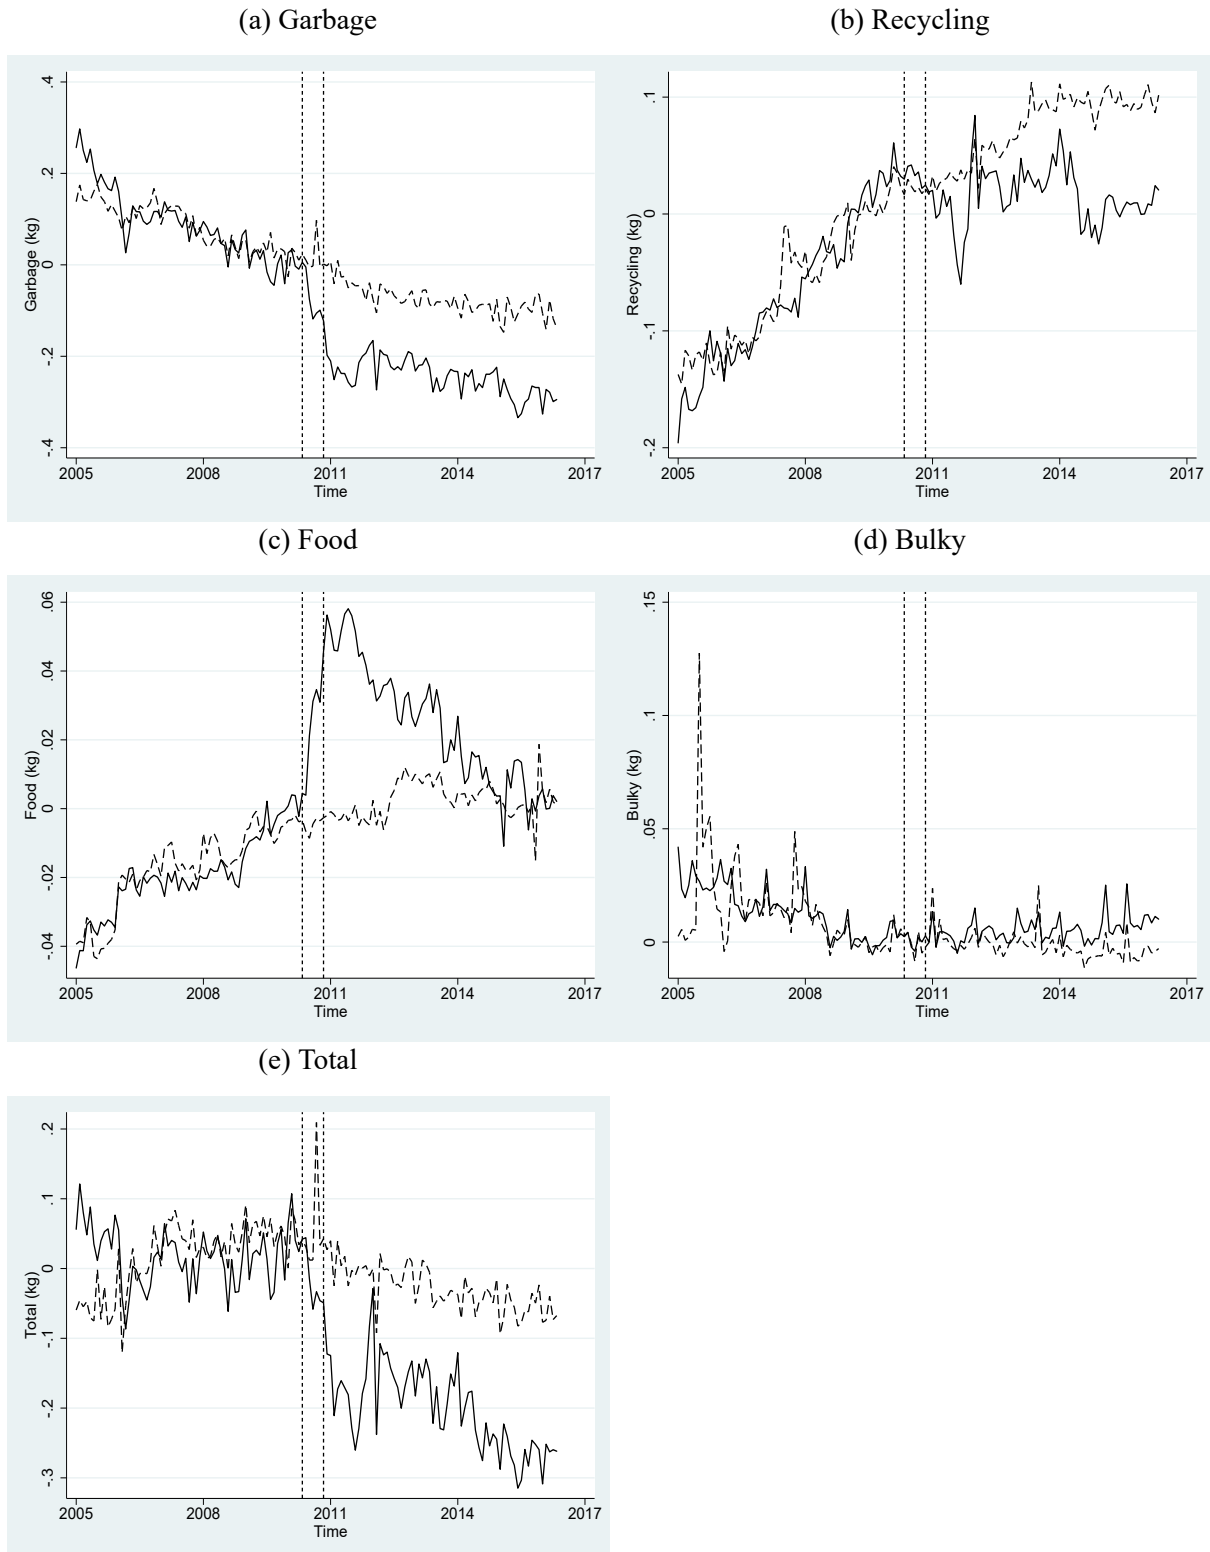 (a) Garbage
.4
.2
0
-.2
-.4
Garbage (kg)
2005 2008 2011 2014 2017
Time
(b) Recycling
.1
0
-.1
-.2
Recycling (kg)
2005 2008 2011 2014 2017
Time
(c) Food
.06
.04
.02
0
-.02
-.04
Food (kg)
2005 2008 2011 2014 2017
Time
(d) Bulky
.15
.1
.05
0
Bulky (kg)
2005 2008 2011 2014 2017
Time
(e) Total
.2
.1
0
-.1
-.2
-.3
Total (kg)
2005 2008 2011 2014 2017
Time